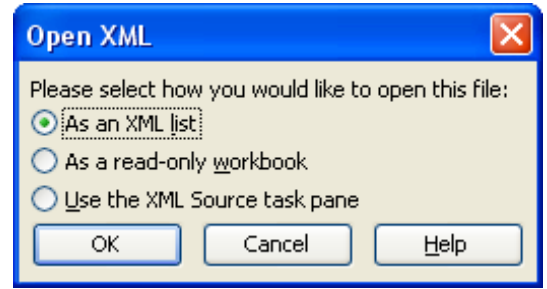 Open XML
Please select how you would like to open this file:
As an XML list
As a read-only workbook
Use the XML Source task pane
OK Cancel Help